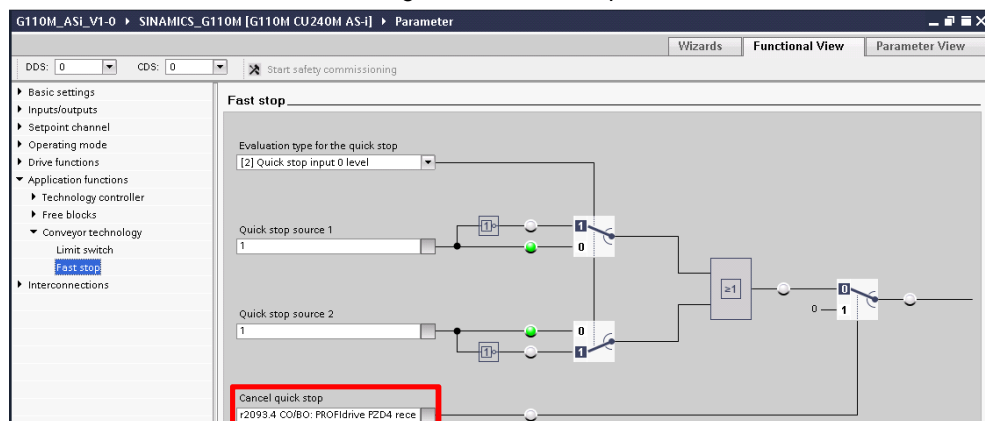 G110M_ASi_V1-0 ▸ SINAMICS_G110M [G110M CU240M AS-i] ▸ Parameter
Wizards Functional View Parameter View
DDS: 0 CDS: 0 Start safety commissioning
Basic settings
Inputs/outputs
Setpoint channel
Operating mode
Drive functions
Application functions
Technology controller
Free blocks
Conveyor technology
Limit switch
Fast stop
Interconnections
Fast stop
Evaluation type for the quick stop
[2] Quick stop input 0 level
Quick stop source 1
1
1
1
0
Quick stop source 2
1
0
1
1
≥1
0
0 1
Cancel quick stop
r2093.4 CO/BO: PROFIdrive PZD4 rece